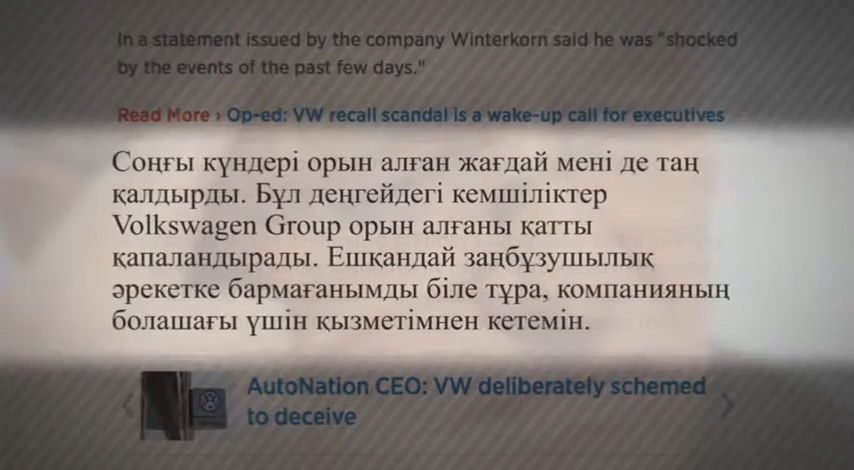 In a statement issued by the company Winterkorn said he was "shocked
by the events of the past few days."
Read More › Op-ed: VW recall scandal is a wake-up call for executives
Соңғы күндері орын алған жағдай мені де таң
қалдырды. Бұл деңгейдегі кемшіліктер
Volkswagen Group орын алғаны қатты
қапаландырады. Ешқандай заңбұзушылық
әрекетке бармағанымды біле тұра, компанияның
болашағы үшін қызметімнен кетемін.
AutoNation CEO: VW deliberately schemed
to deceive